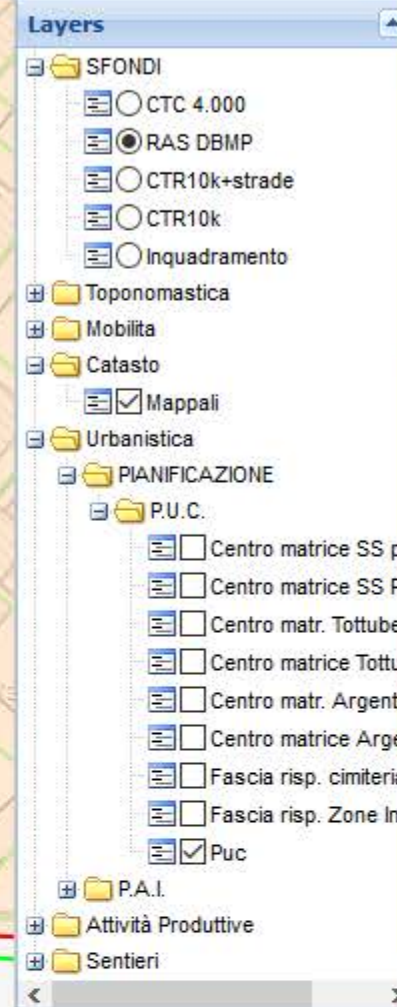 Layers
SFONDI
CTC 4.000
RAS DBMP
CTR10k+strade
CTR10k
Inquadramento
Toponomastica
Mobilita
Catasto
Mappali
Urbanistica
PIANIFICAZIONE
P.U.C.
Centro matrice SS
Centro matrice SS
Centro matr. Tottube
Centro matrice Tottu
Centro matr. Argent
Centro matrice Arge
Fascia risp. cimiteria
Fascia risp. Zone In
Puc
P.A.I.
Attività Produttive
Sentieri